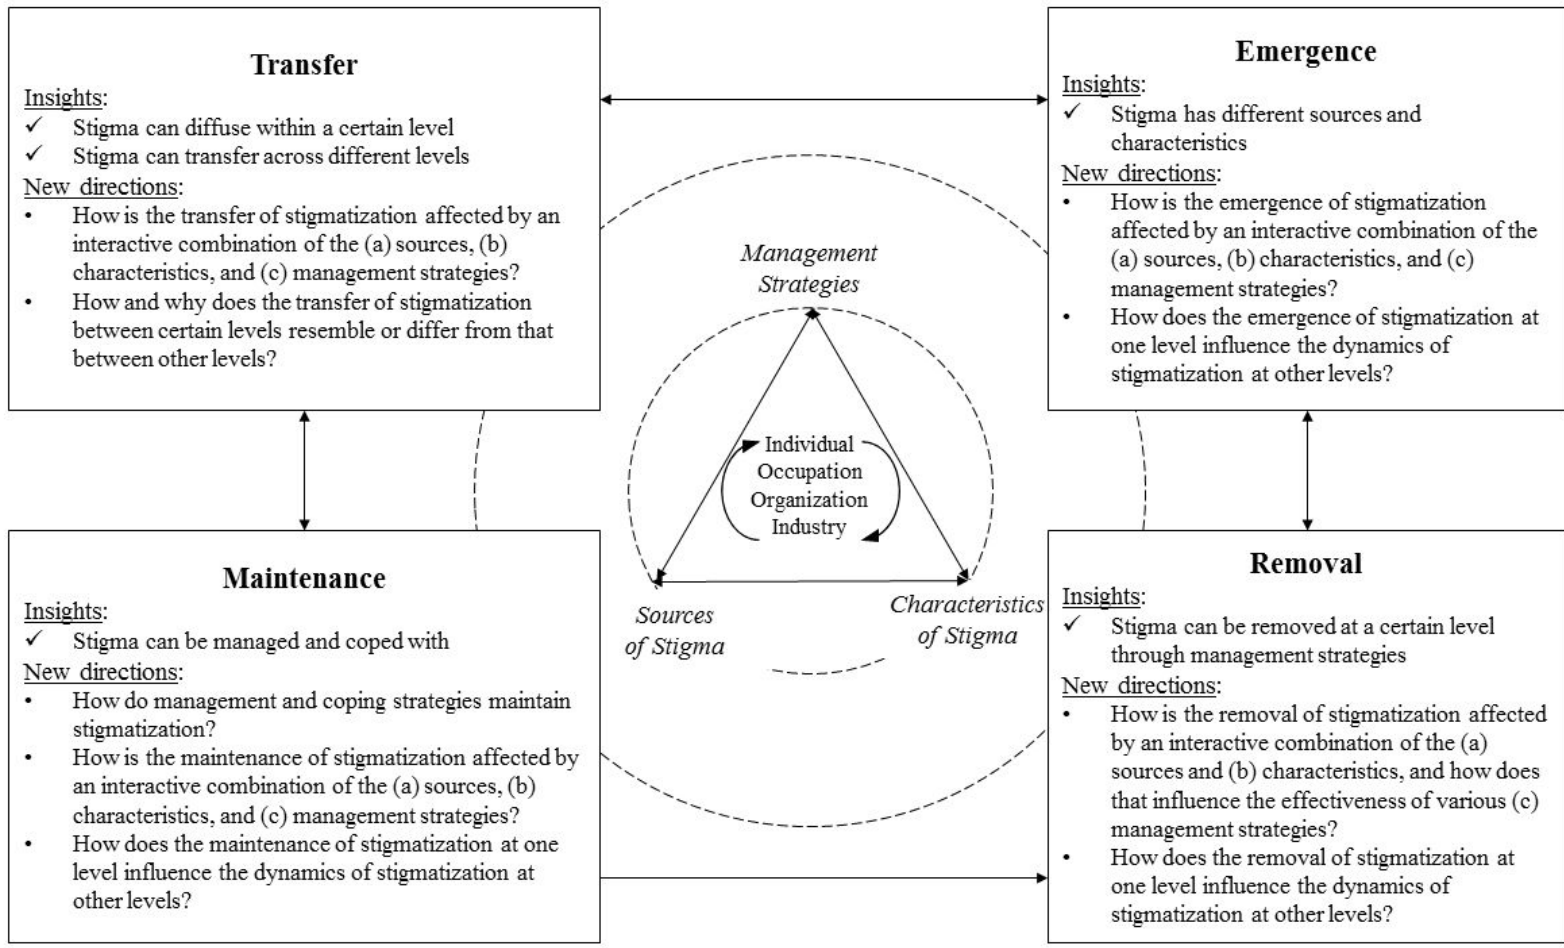 Transfer
Insights:
✓ Stigma can diffuse within a certain level
✓ Stigma can transfer across different levels
New directions:
• How is the transfer of stigmatization affected by an
interactive combination of the (a) sources, (b)
characteristics, and (c) management strategies?
• How and why does the transfer of stigmatization
between certain levels resemble or differ from that
between other levels?
Emergence
Insights:
✓ Stigma has different sources and
characteristics
New directions:
• How is the emergence of stigmatization
affected by an interactive combination of the
(a) sources, (b) characteristics, and (c)
management strategies?
• How does the emergence of stigmatization at
one level influence the dynamics of
stigmatization at other levels?
Management
Strategies
Individual
Occupation
Organization
Industry
Sources
of Stigma
Characteristics
of Stigma
Maintenance
Insights:
✓ Stigma can be managed and coped with
New directions:
• How do management and coping strategies maintain
stigmatization?
• How is the maintenance of stigmatization affected by
an interactive combination of the (a) sources, (b)
characteristics, and (c) management strategies?
• How does the maintenance of stigmatization at one
level influence the dynamics of stigmatization at
other levels?
Removal
Insights:
✓ Stigma can be removed at a certain level
through management strategies
New directions:
• How is the removal of stigmatization affected
by an interactive combination of the (a)
sources and (b) characteristics, and how does
that influence the effectiveness of various (c)
management strategies?
• How does the removal of stigmatization at
one level influence the dynamics of
stigmatization at other levels?